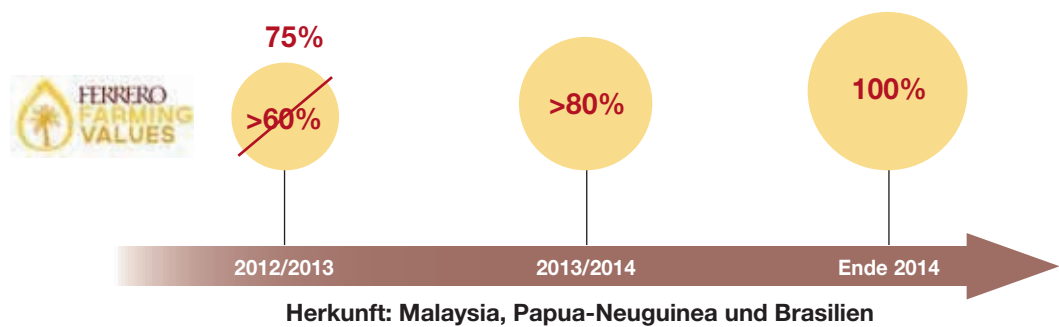 75%
FERRERO
FARMING
VALUES
>60%
>80%
100%
2012/2013
2013/2014
Ende 2014
Herkunft: Malaysia, Papua-Neuguinea und Brasilien